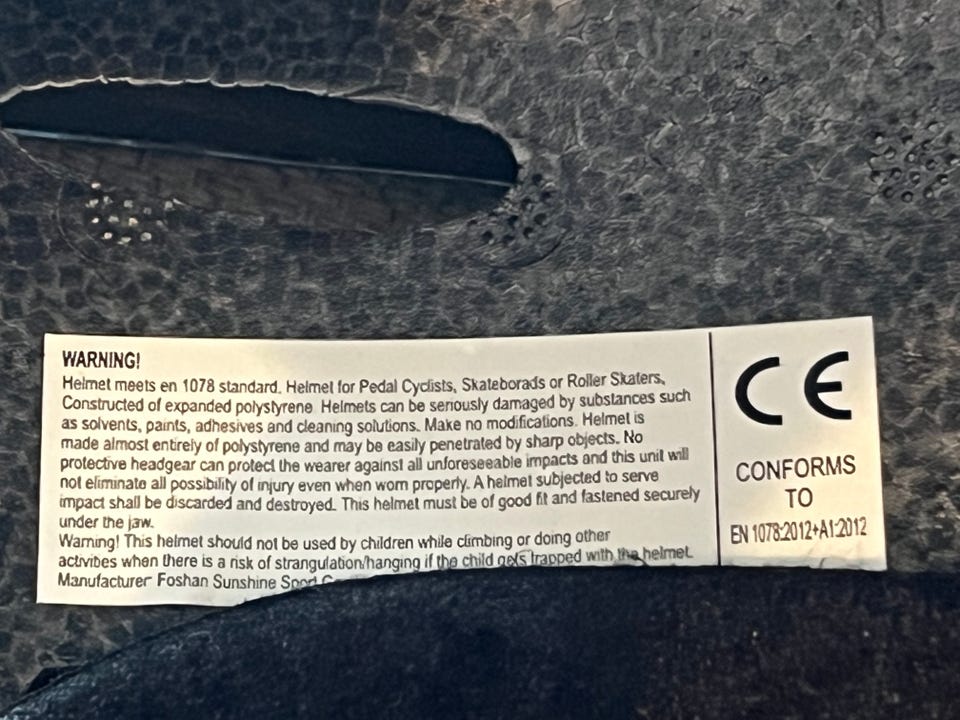 WARNING!
Helmet meets en 1078 standard. Helmet for Pedal Cyclists, Skateborads or Roller Skaters,
Constructed of expanded polystyrene. Helmets can be seriously damaged by substances such
as solvents, paints, adhesives and cleaning solutions. Make no modifications. Helmet is
made almost entirely of polystyrene and may be easily penetrated by sharp objects. No
protective headgear can protect the wearer against all unforeseeable impacts and this unit will
not eliminate all possibility of injury even when worn properly. A helmet subjected to serve
impact shall be discarded and destroyed. This helmet must be of good fit and fastened securely
under the jaw.
Warning! This helmet should not be used by children while climbing or doing other
activities when there is a risk of strangulation/hanging if the child gets trapped with the helmet.
Manufacturer Foshan Sunshine Sport
CE
CONFORMS
TO
EN 1078:2012+A1:2012